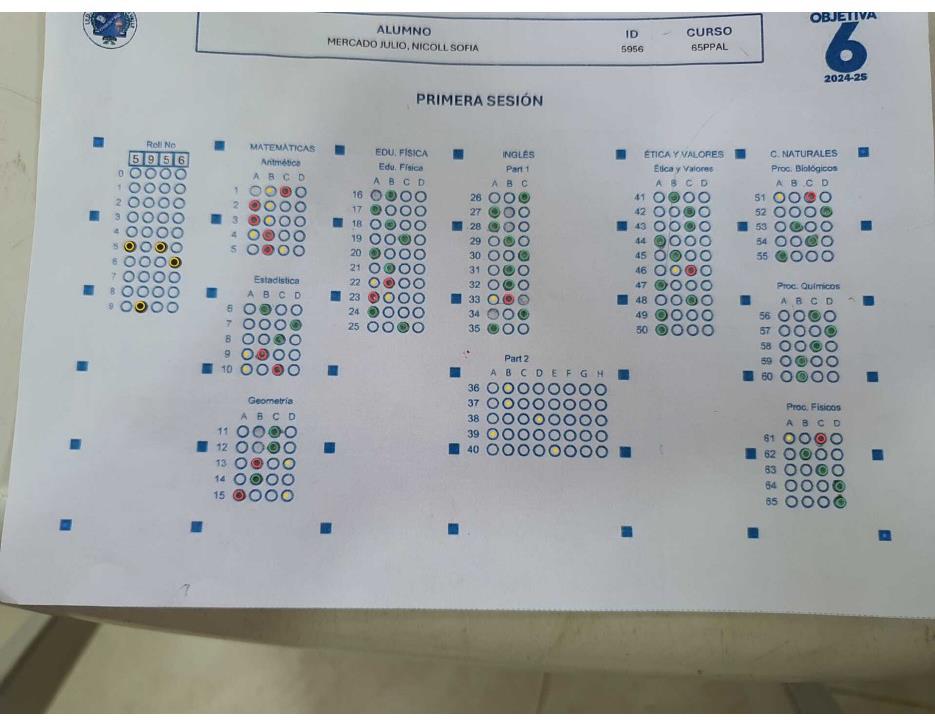 OBJETIVA
6
2024-25
ALUMNO
MERCADO JULIO, NICOLL SOFIA
ID
5956
CURSO
65PPAL
PRIMERA SESIÓN
Roll No
5 9 5 6
0
1
2
3
4
5
6
7
8
9
MATEMÁTICAS
Aritmética
A B C D
1
2
3
4
5
Estadística
A B C D
6
7
8
9
10
Geometría
A B C D
11
12
13
14
15
EDU. FÍSICA
Edu. Física
A B C D
16
17
18
19
20
21
22
23
24
25
INGLÉS
Part 1
A B C
26
27
28
29
30
31
32
33
34
35
Part 2
A B C D E F G H
36
37
38
39
40
ÉTICA Y VALORES
Ética y Valores
A B C D
41
42
43
44
45
46
47
48
49
50
C. NATURALES
Proc. Biológicos
A B C D
51
52
53
54
55
Proc. Químicos
A B C D
56
57
58
59
60
Proc. Físicos
A B C D
61
62
63
64
65